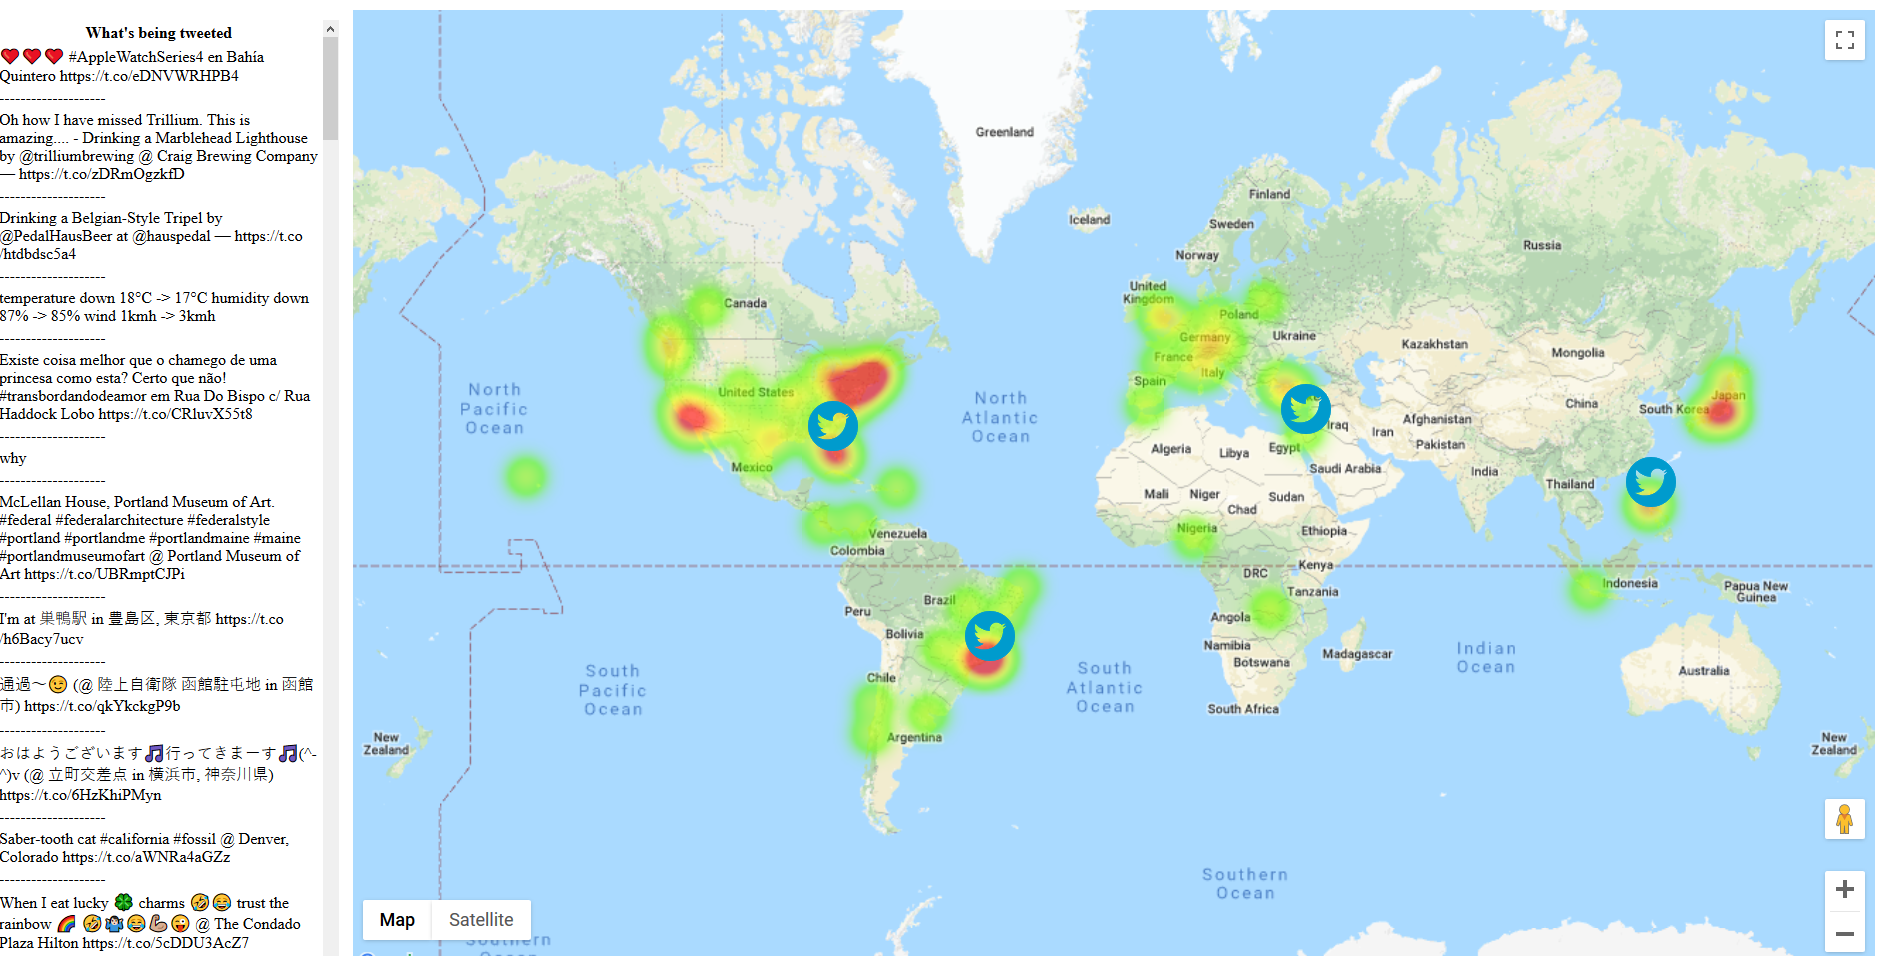 What's being tweeted
❤️❤️❤️ #AppleWatchSeries4 en Bahía
Quintero https://t.co/eDNVWRHPB4
--------------------
Oh how I have missed Trillium. This is
amazing.... - Drinking a Marblehead Lighthouse
by @trilliumbrewing @ Craig Brewing Company
— https://t.co/zDRmOgzkfD
--------------------
Drinking a Belgian-Style Tripel by
@PedalHausBeer at @hauspedal — https://t.co
/htdbdsc5a4
--------------------
temperature down 18°C -> 17°C humidity down
87% -> 85% wind 1kmh -> 3kmh
--------------------
Existe coisa melhor que o chamego de uma
princesa como esta? Certo que não!
#transbordandodeamor em Rua Do Bispo c/ Rua
Haddock Lobo https://t.co/CRluvX55t8
--------------------
why
--------------------
McLellan House, Portland Museum of Art.
#federal #federalarchitecture #federalstyle
#portland #portlandme #portlandmaine #maine
#portlandmuseumofart @ Portland Museum of
Art https://t.co/UBRmptCJPi
--------------------
I'm at 巣鴨駅 in 豊島区, 東京都 https://t.co
/h6Bacy7ucv
--------------------
通過〜😉 (@ 陸上自衛隊 函館駐屯地 in 函館
市) https://t.co/qkYkckgP9b
--------------------
おはようございます🎵行ってきまーす🎵(^-
^)v (@ 立町交差点 in 横浜市, 神奈川県)
https://t.co/6HzKhiPMyn
--------------------
Saber-tooth cat #california #fossil @ Denver,
Colorado https://t.co/aWNRa4aGZz
--------------------
When I eat lucky 🍀 charms 🤣😂 trust the
rainbow 🌈 🤣🤷😂💪😜 @ The Condado
Plaza Hilton https://t.co/5cDDU3AcZ7
Greenland
Iceland
Finland
Sweden
Norway
Russia
United
Kingdom
Poland
Germany
Ukraine
France
Italy
Spain
Kazakhstan
Mongolia
Canada
United States
Mexico
North
Pacific
Ocean
North
Atlantic
Ocean
Japan
South Korea
China
Afghanistan
Iraq
Iran
Pakistan
Algeria
Libya
Egypt
Saudi Arabia
India
Thailand
Mali
Niger
Sudan
Chad
Nigeria
Ethiopia
Venezuela
Colombia
DRC
Kenya
Tanzania
Indonesia
Papua New
Guinea
Brazil
Peru
Bolivia
Angola
Namibia
Botswana
Madagascar
Indian
Ocean
Australia
South
Pacific
Ocean
South
Atlantic
Ocean
Chile
South Africa
Argentina
New
Zealand
New
Zealand
Southern
Ocean
Map
Satellite
Southern
Ocean
Google